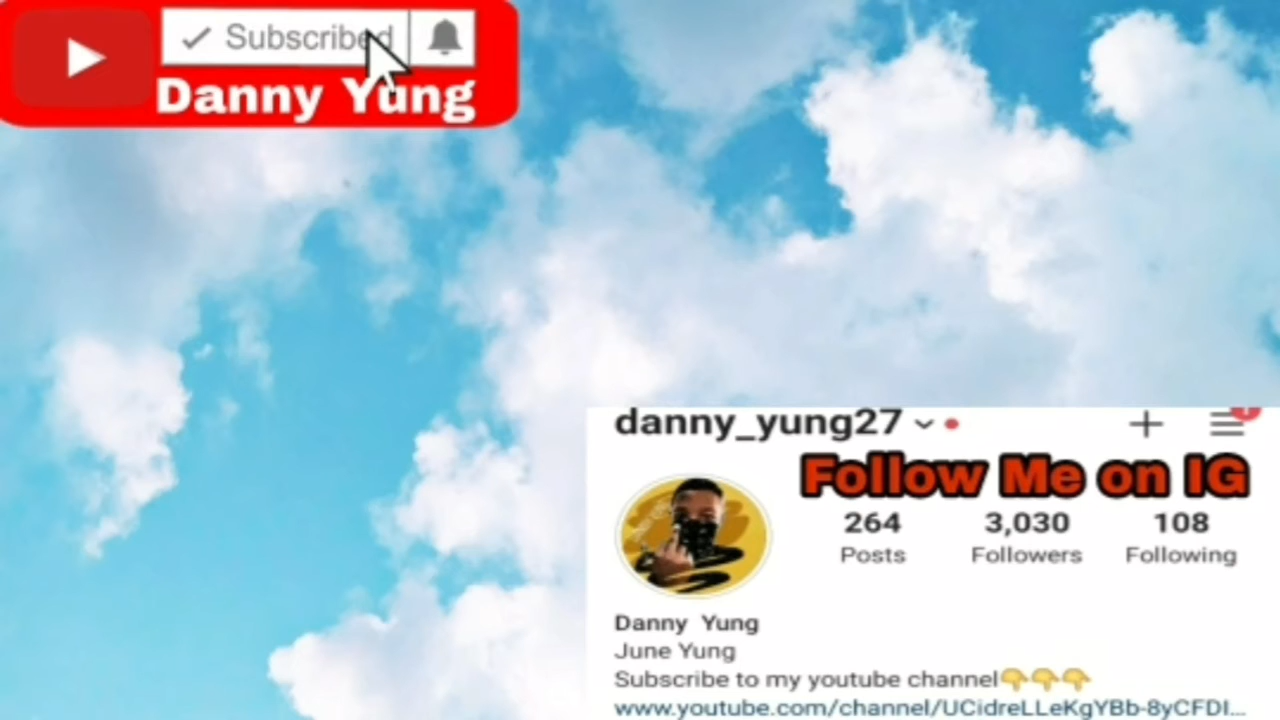 Subscribed
Danny Yung
danny_yung27
Follow Me on IG
264 3,030 108
Posts Followers Following
Danny Yung
June Yung
Subscribe to my youtube channel👇👇👇
www.youtube.com/channel/UCidreLLeKgYBb-8yCFDI...